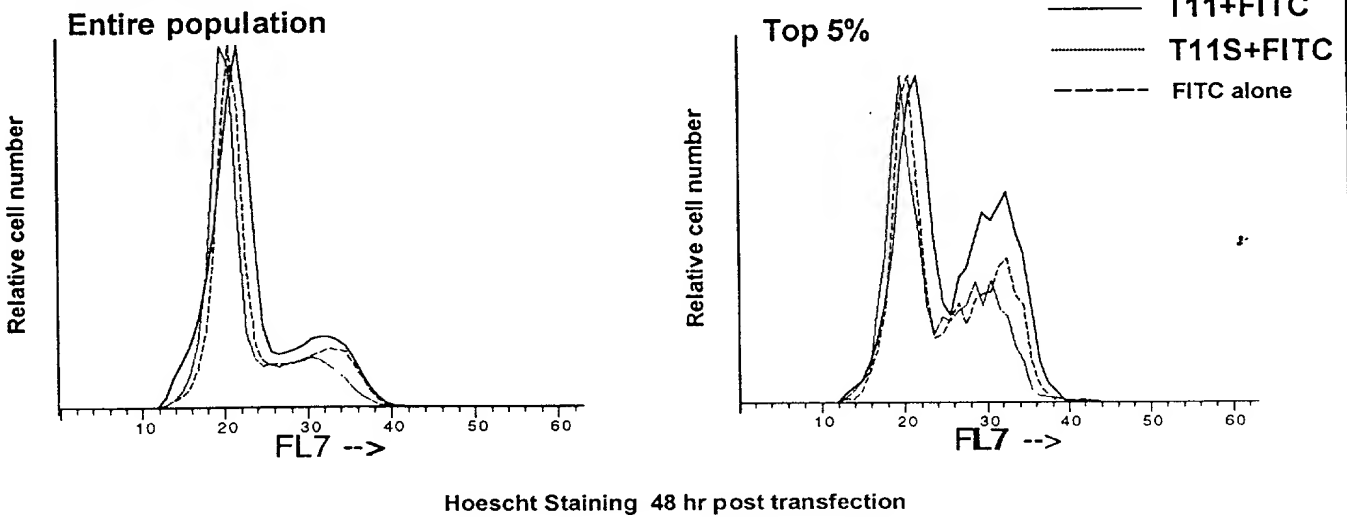 Entire population
Top 5%
T11+FITC
T11S+FITC
FITC alone
Relative cell number
Relative cell number
10 20 30 40 50 60
10 20 30 40 50 60
FL7 -->
FL7 -->
Hoescht Staining 48 hr post transfection